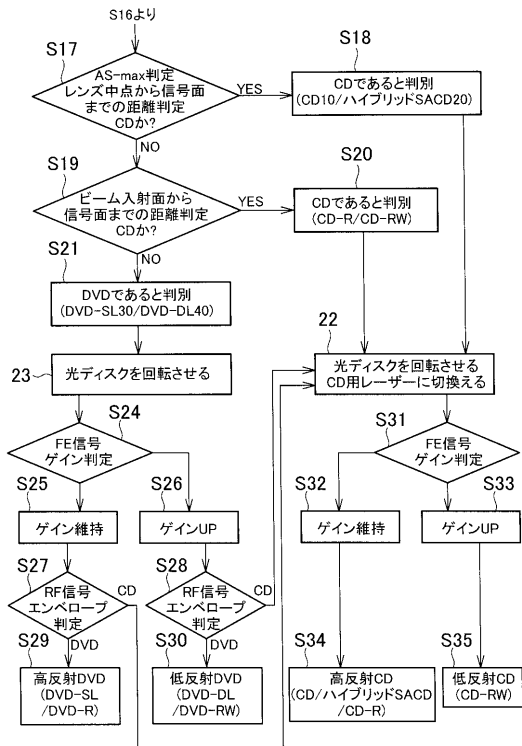 S16より
S17
AS-max判定
レンズ中点から信号面
までの距離判定
CDか?
YES
NO
S18
CDであると判別
(CD10/ハイブリッドSACD20)
S19
ビーム入射面から
信号面までの距離判定
CDか?
YES
NO
S20
CDであると判別
(CD-R/CD-RW)
S21
DVDであると判別
(DVD-SL30/DVD-DL40)
22
光ディスクを回転させる
CD用レーザーに切換える
23
光ディスクを回転させる
S24
FE信号
ゲイン判定
S31
FE信号
ゲイン判定
S25
ゲイン維持
S26
ゲインUP
S32
ゲイン維持
S33
ゲインUP
S27
RF信号
エンベロープ
判定
CD
DVD
S28
RF信号
エンベロープ
判定
CD
DVD
S29
高反射DVD
(DVD-SL
/DVD-R)
S30
低反射DVD
(DVD-DL
/DVD-RW)
S34
高反射CD
(CD/ハイブリッドSACD
/CD-R)
S35
低反射CD
(CD-RW)